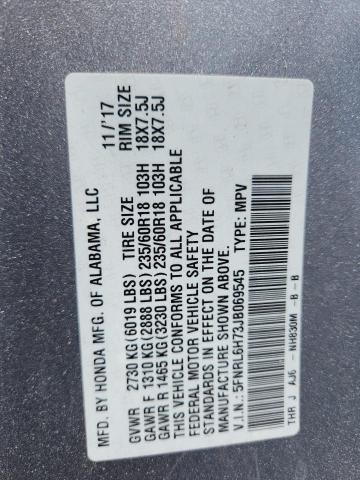 MFD. BY HONDA MFG. OF ALABAMA, LLC 11/'17
GVWR 2730 KG(6019 LBS) TIRE SIZE RIM SIZE
GAWR F 1310 KG(2888 LBS)235/60R18 103H 18X7.5J
GAWR R 1465 KG(3230 LBS)235/60R18 103H 18X7.5J
THIS VEHICLE CONFORMS TO ALL APPLICABLE
FEDERAL MOTOR VEHICLE SAFETY
STANDARDS IN EFFECT ON THE DATE OF
MANUFACTURE SHOWN ABOVE.
V.I.N.: 5FNRL6H73JB069545 TYPE: MPV
THR J AJ6 - NH830M -B - B